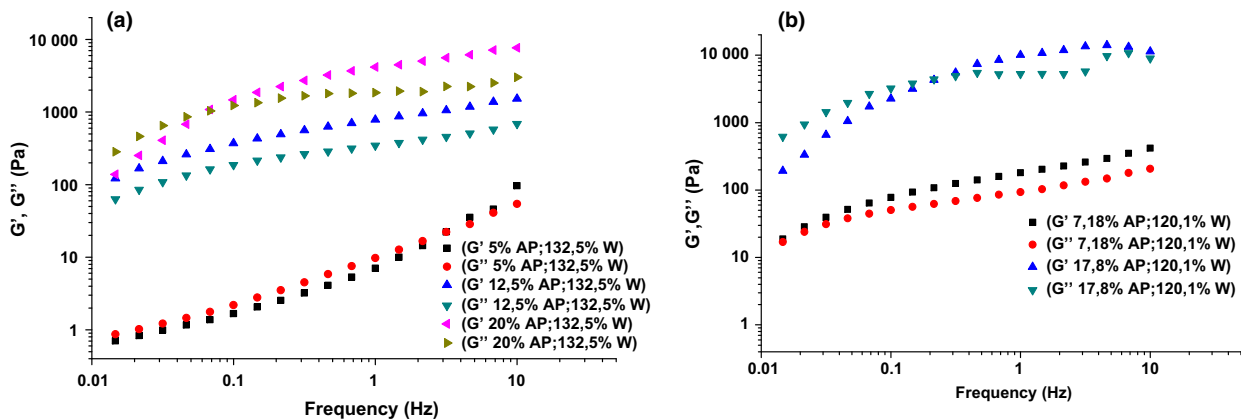 (a)
10 000
1000
100
10
1
0.01
0.1
1
10
G’, G’’ (Pa)
Frequency (Hz)
(G’ 5% AP;132,5% W)
(G’’ 5% AP;132,5% W)
(G’ 12,5% AP;132,5% W)
(G’’ 12,5% AP;132,5% W)
(G’ 20% AP;132,5% W)
(G’’ 20% AP;132,5% W)
(b)
10 000
1000
100
10
1
0.01
0.1
1
10
G’,G’’ (Pa)
Frequency (Hz)
(G’ 7,18% AP;120,1% W)
(G’’ 7,18% AP;120,1% W)
(G’ 17,8% AP;120,1% W)
(G’’ 17,8% AP;120,1% W)